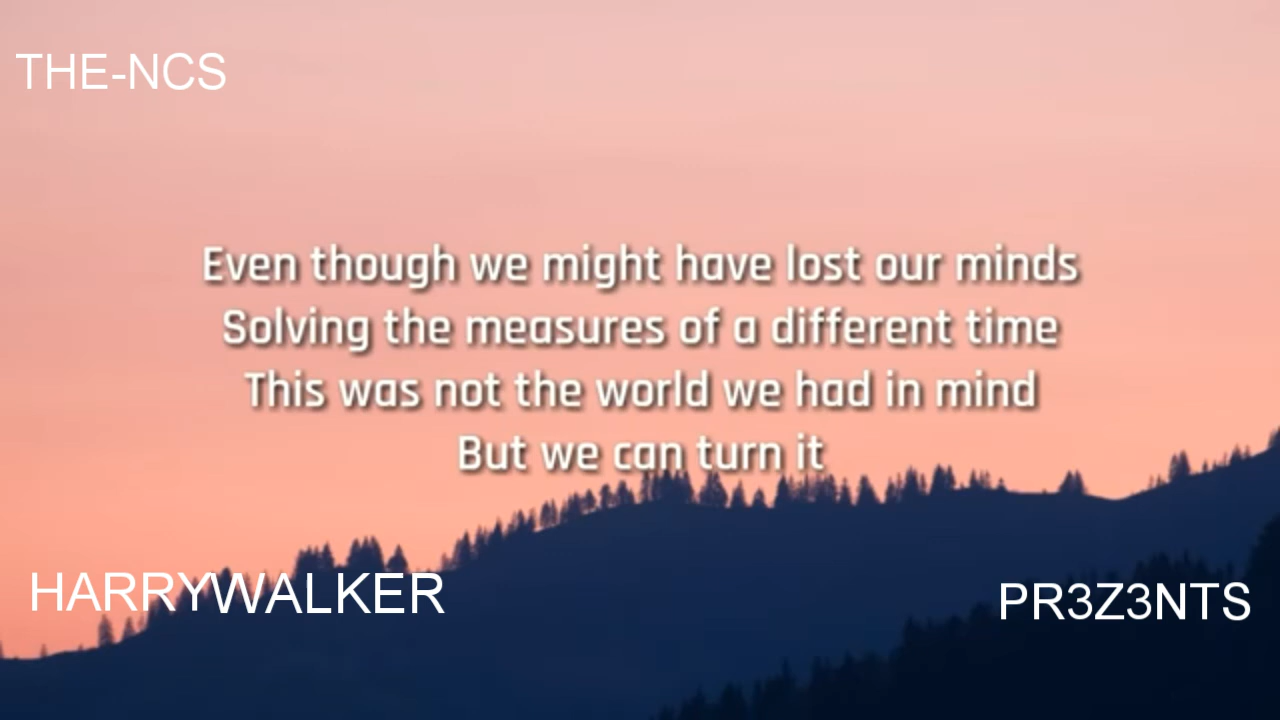 THE-NCS
Even though we might have lost our minds
Solving the measures of a different time
This was not the world we had in mind
But we can turn it
HARRYWALKER
PR3Z3NTS